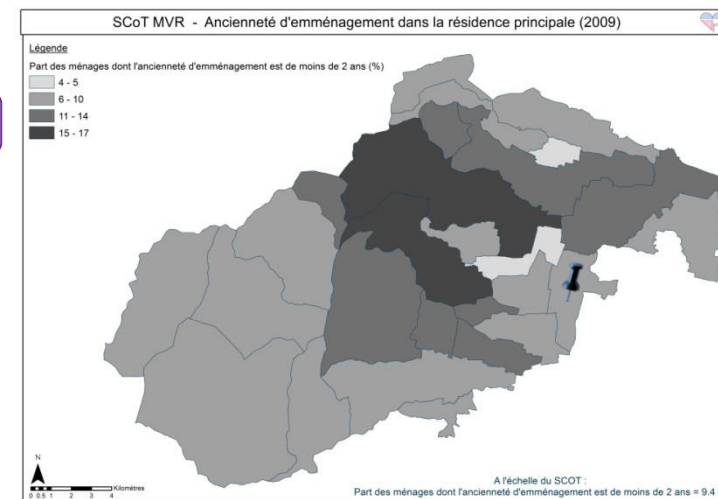 SCoT MVR - Ancienneté d'emménagement dans la résidence principale (2009)
Légende
Part des ménages dont l'ancienneté d'emménagement est de moins de 2 ans (%)
4 - 5
6 - 10
11 - 14
15 - 17
N
Kilomètres
0 0.5 1 2 3 4
A l'échelle du SCOT :
Part des ménages dont l'ancienneté d'emménagement est de moins de 2 ans = 9.4